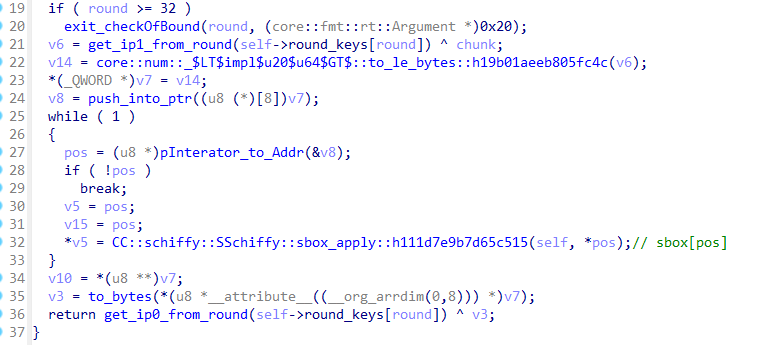 19 if ( round >= 32 )
20 exit_checkOfBound(round, (core::fmt::rt::Argument *)0x20);
21 v6 = get_ip1_from_round(self->round_keys[round]) ^ chunk;
22 v14 = core::num::_$LT$impl$u20$u64$GT$::to_le_bytes::h19b01aeeb805fc4c(v6);
23 *(_QWORD *)v7 = v14;
24 v8 = push_into_ptr((u8 (*)[8])v7);
25 while ( 1 )
26 {
27 pos = (u8 *)pInterator_to_Addr(&v8);
28 if ( !pos )
29 break;
30 v5 = pos;
31 v15 = pos;
32 *v5 = CC::schiffy::SSchiffy::sbox_apply::h111d7e9b7d65c515(self, *pos);// sbox[pos]
33 }
34 v10 = *(u8 **)v7;
35 v3 = to_bytes(*(u8 *__attribute__((__org_arrdim(0,8))) *)v7);
36 return get_ip0_from_round(self->round_keys[round]) ^ v3;
37 }